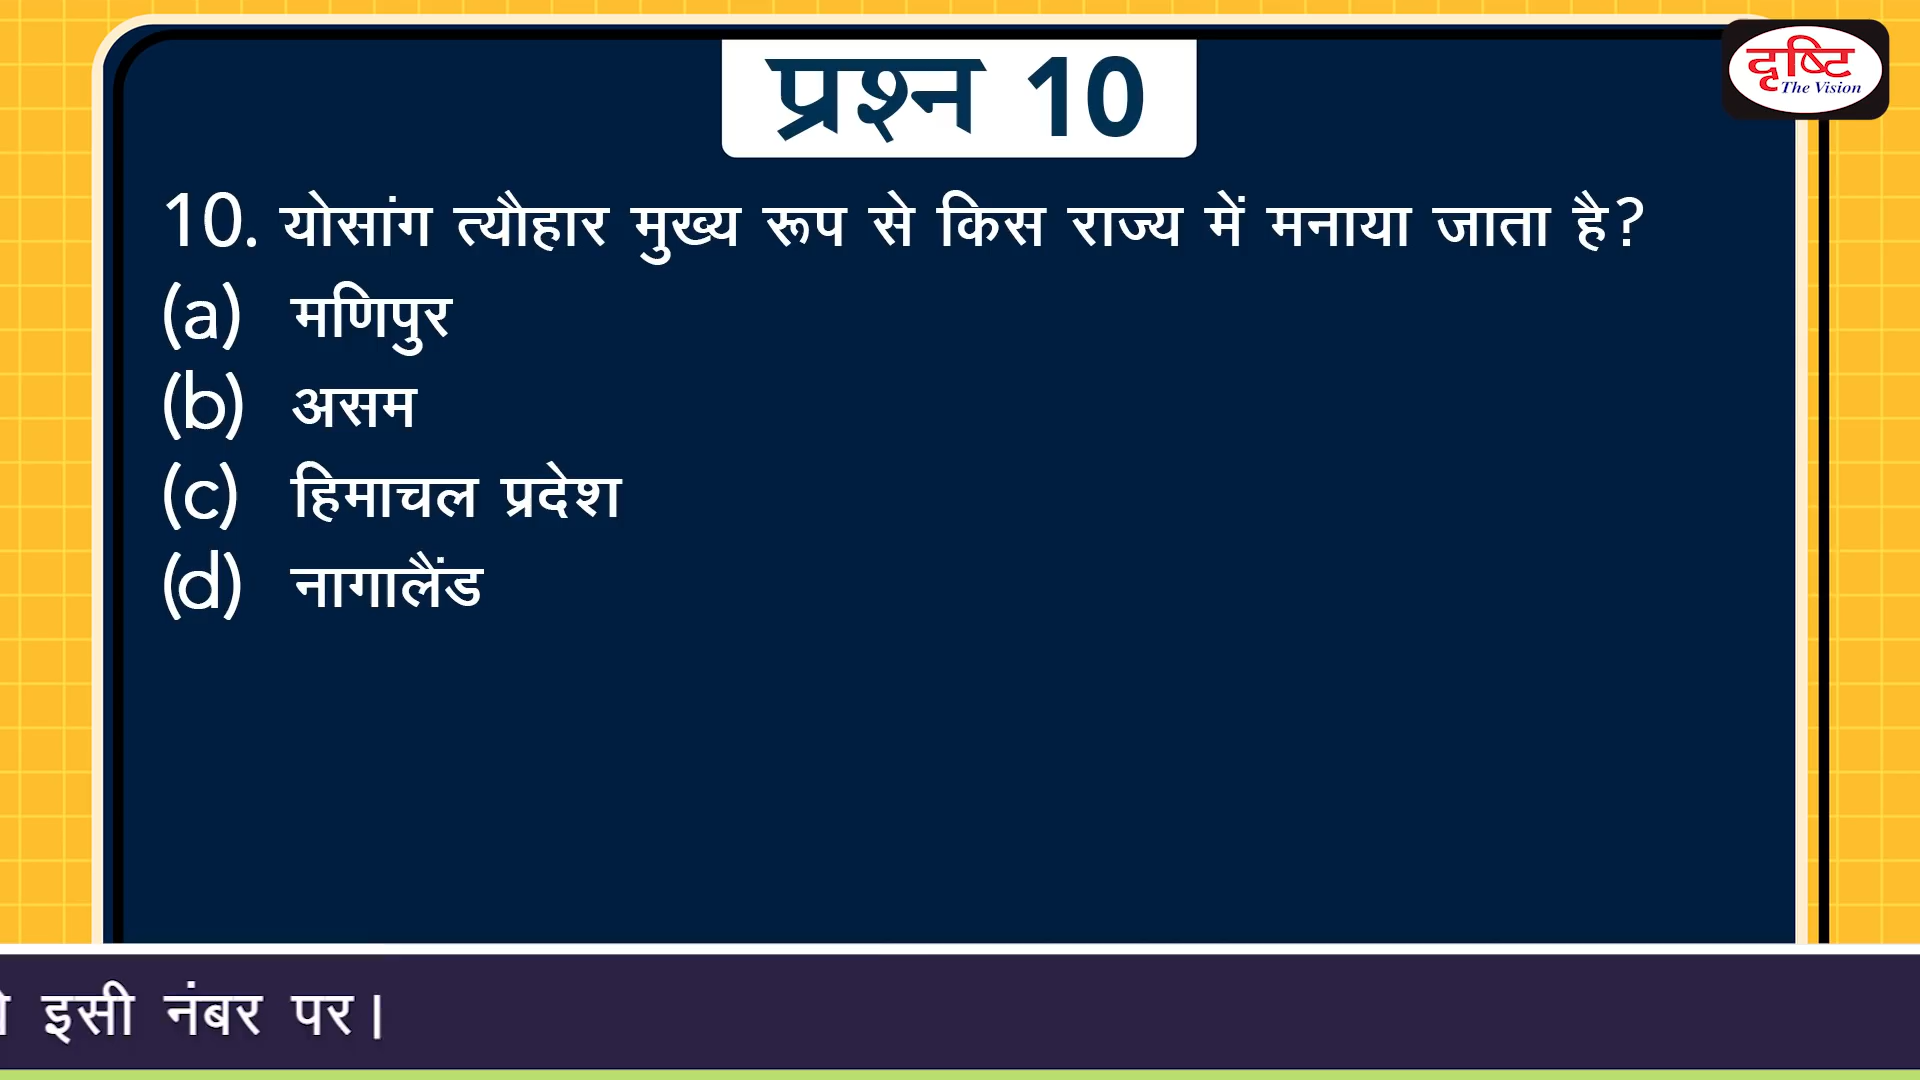 प्रश्न 10
दृष्टि
The Vision
10. योसांग त्यौहार मुख्य रूप से किस राज्य में मनाया जाता है?
(a) मणिपुर
(b) असम
(c) हिमाचल प्रदेश
(d) नागालैंड
इसी नंबर पर।